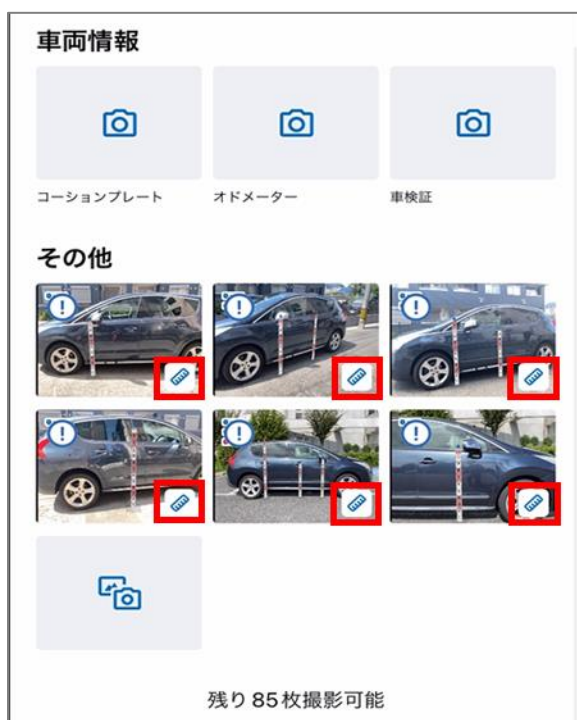 車両情報
コーションプレート
オドメーター
車検証
その他
残り85枚撮影可能